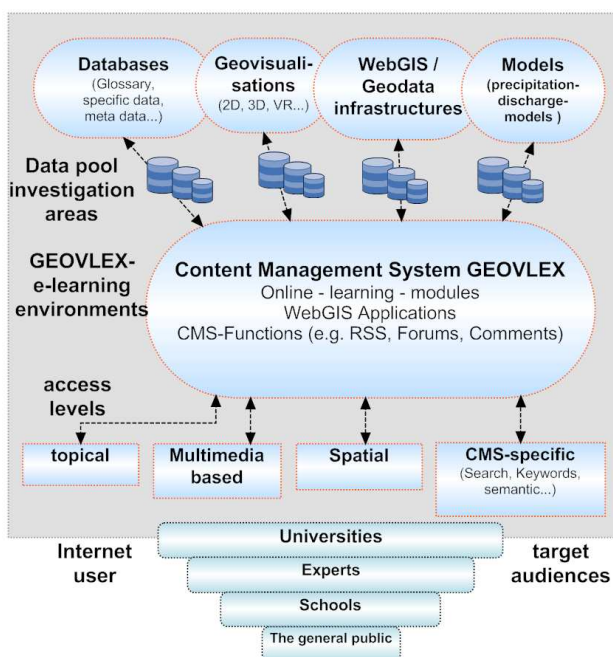 Databases
(Glossary,
specific data,
meta data...)
Geovisuali-
sations
(2D, 3D, VR...)
WebGIS /
Geodata
infrastructures
Models
(precipitation-
discharge-
models )
Data pool
investigation
areas
GEOVLEX-
e-learning
environments
Content Management System GEOVLEX
Online - learning - modules
WebGIS Applications
CMS-Functions (e.g. RSS, Forums, Comments)
access
levels
topical
Multimedia
based
Spatial
CMS-specific
(Search, Keywords,
semantic...)
Internet
user
Universities
Experts
Schools
The general public
target
audiences